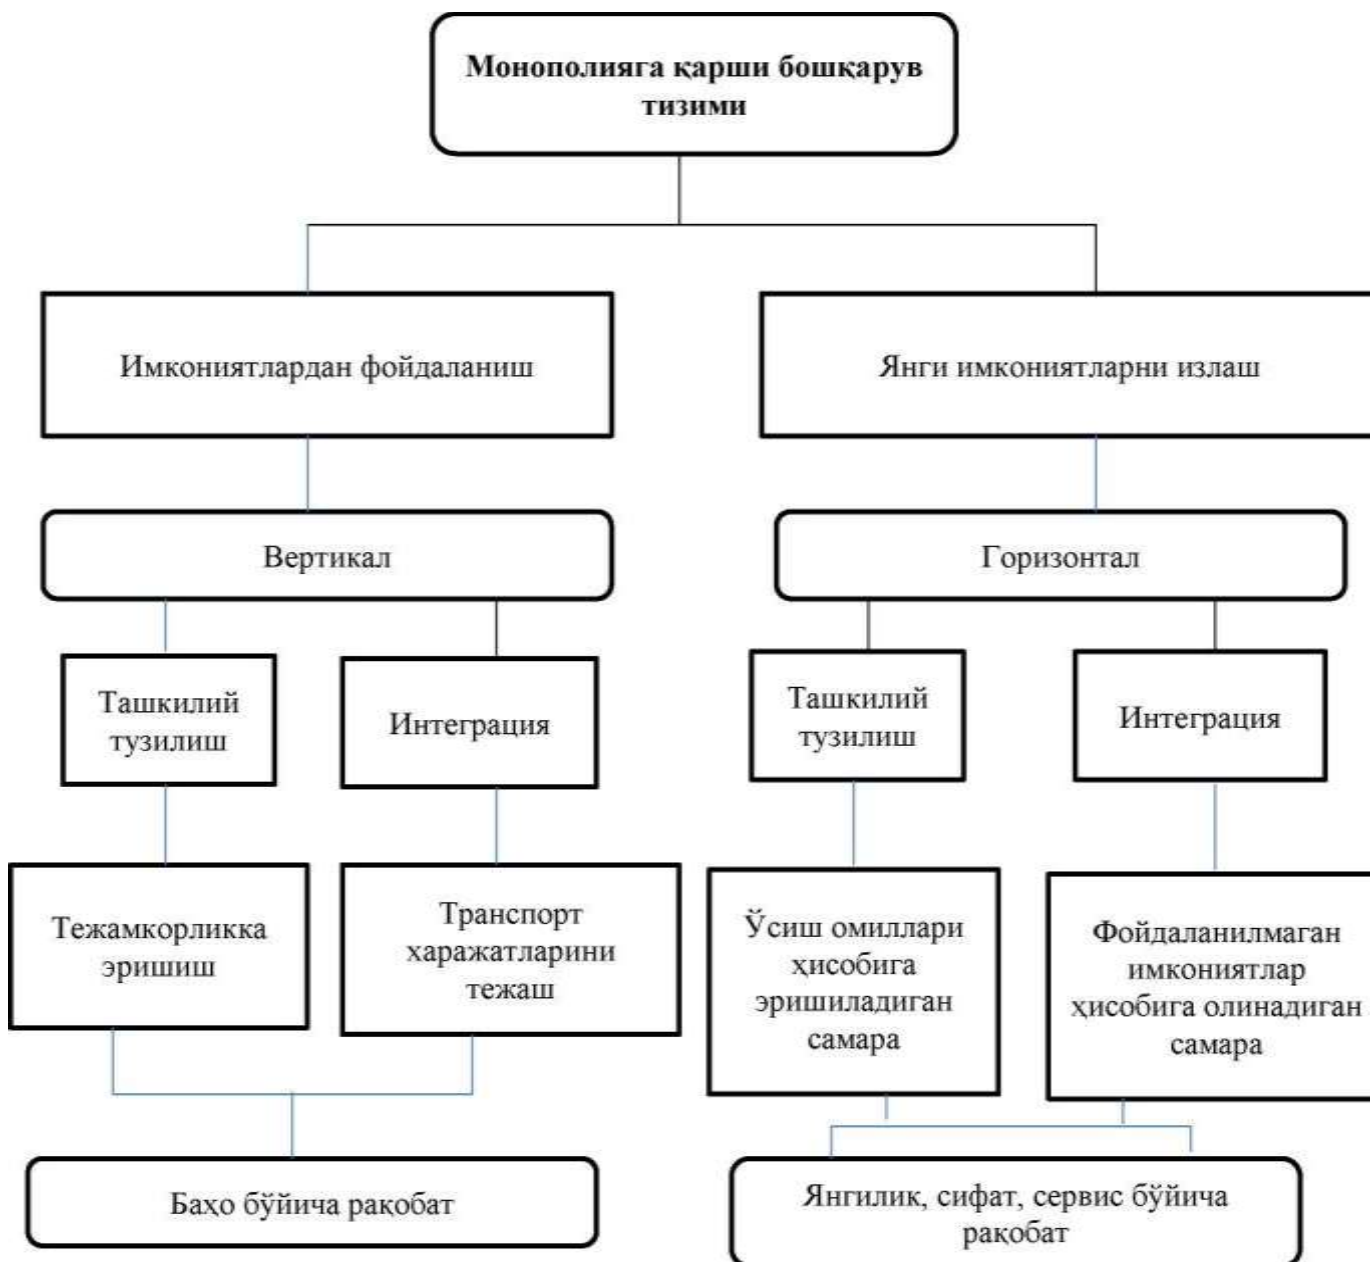 Монополияга қарши бошқарув
тизими
Имкониятлардан фойдаланиш
Янги имкониятларни излаш
Вертикал
Горизонтал
Ташкилий
тузилиш
Интеграция
Ташкилий
тузилиш
Интеграция
Тежамкорликка
эришиш
Транспорт
харажатларини
тежаш
Ўсиш омиллари
ҳисобига
эришиладиган
самара
Фойдаланилмаган
имкониятлар
ҳисобига олинадиган
самара
Баҳо бўйича рақобат
Янгилик, сифат, сервис бўйича
рақобат